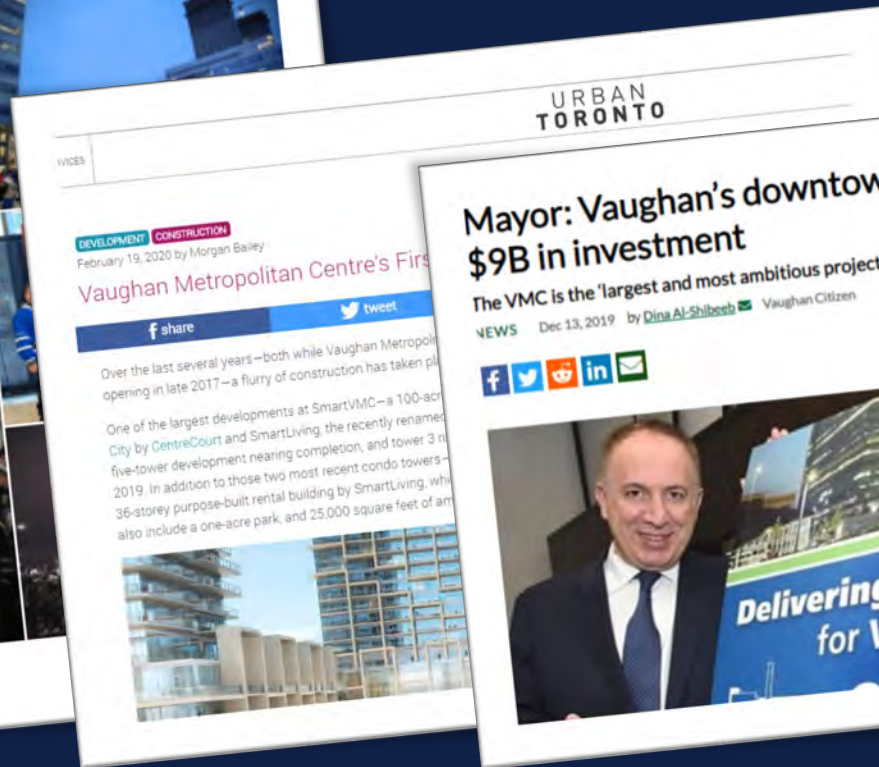 URBAN
TORONTO
DEVELOPMENT CONSTRUCTION
February 19, 2020 by Morgan Bailey
Vaughan Metropolitan Centre's Firs
f share
tweet
Over the last several years—both while Vaughan Metropoli
opening in late 2017—a flurry of construction has taken pl
One of the largest developments at SmartVMC—a 100-acr
City by CentreCourt and SmartLiving, the recently renamed
five-tower development nearing completion, and tower 3
2019. In addition to those two most recent condo towers—
36-storey purpose-built rental building by SmartLiving, whi
also include a one-acre park, and 25,000 square feet of am
Mayor: Vaughan's downtow
$9B in investment
The VMC is the 'largest and most ambitious project
NEWS Dec 13, 2019 by Dina Al-Shibeeb Vaughan Citizen
f in
Delivering
for